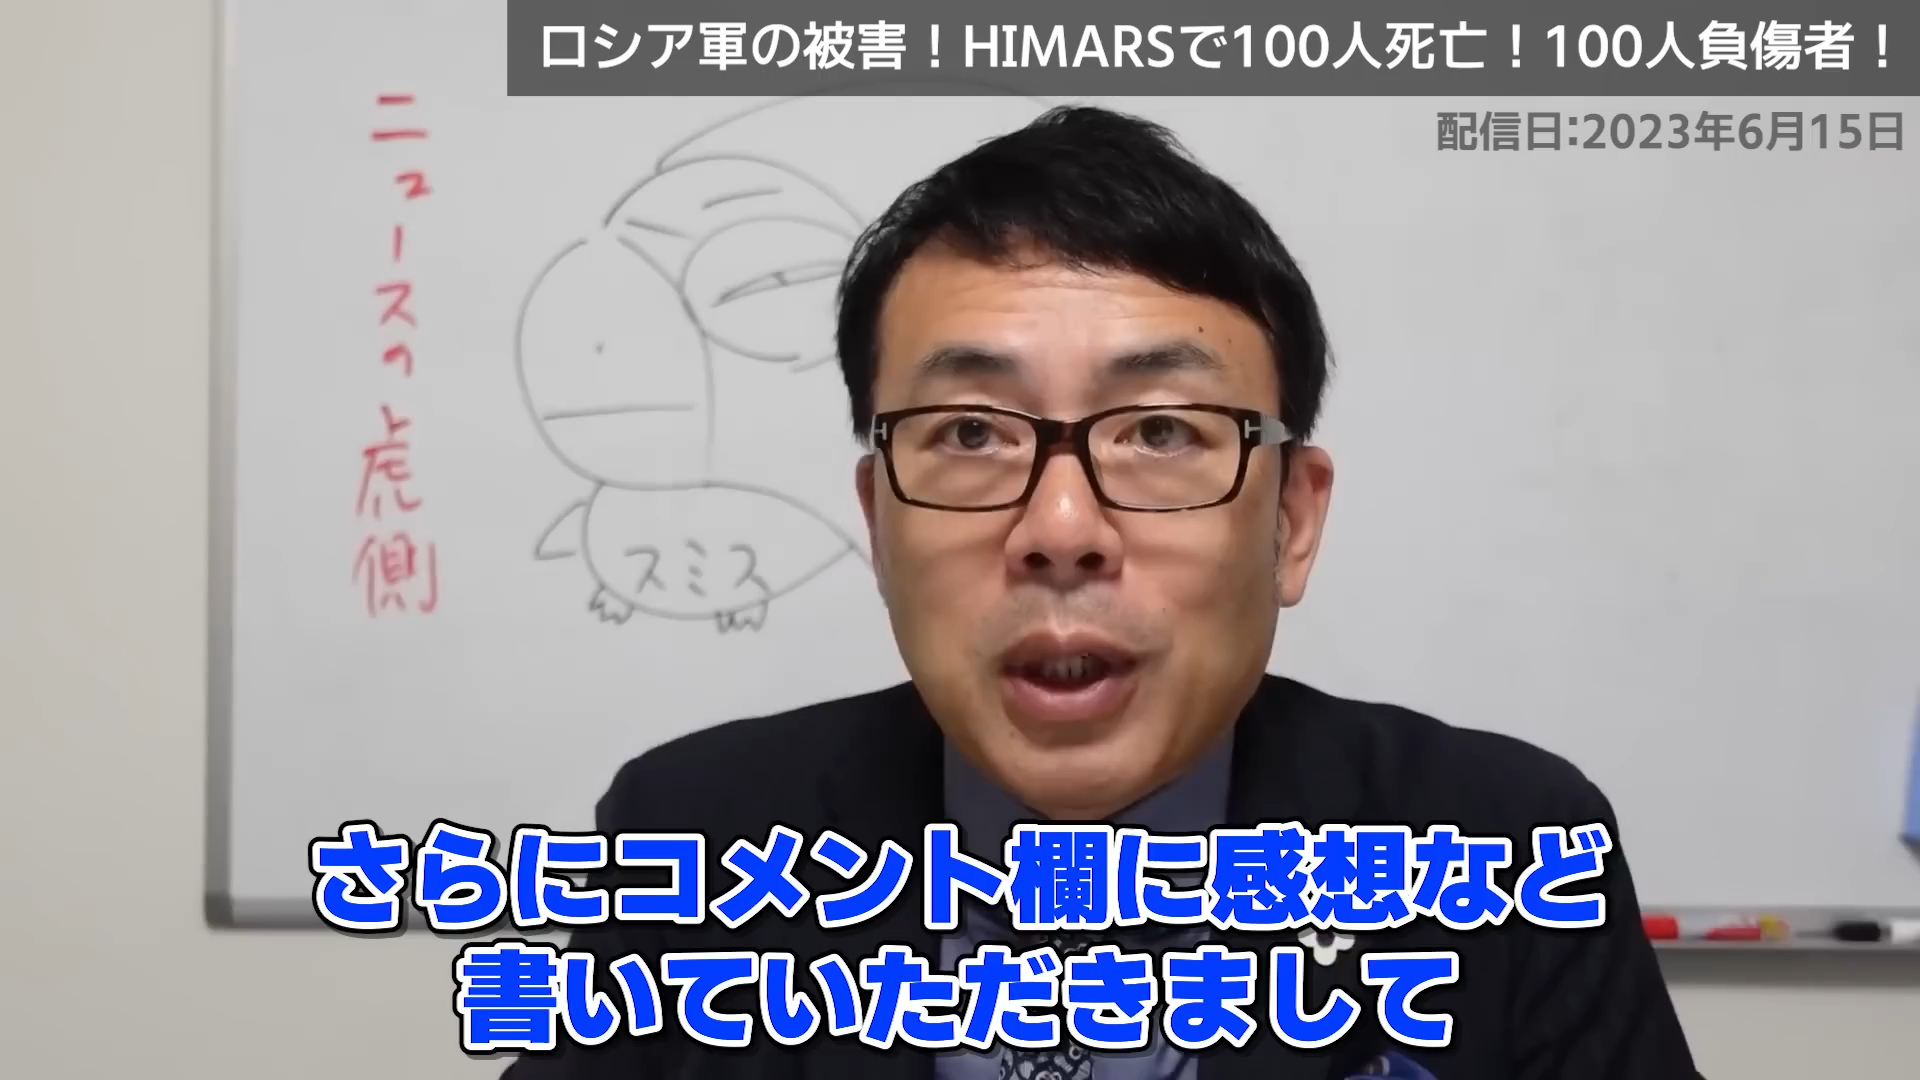 ロシア軍の被害！HIMARSで100人死亡！100人負傷者！
配信日:2023年6月15日
ニュースの虎側
スミス
さらにコメント欄に感想など
書いていただきまして